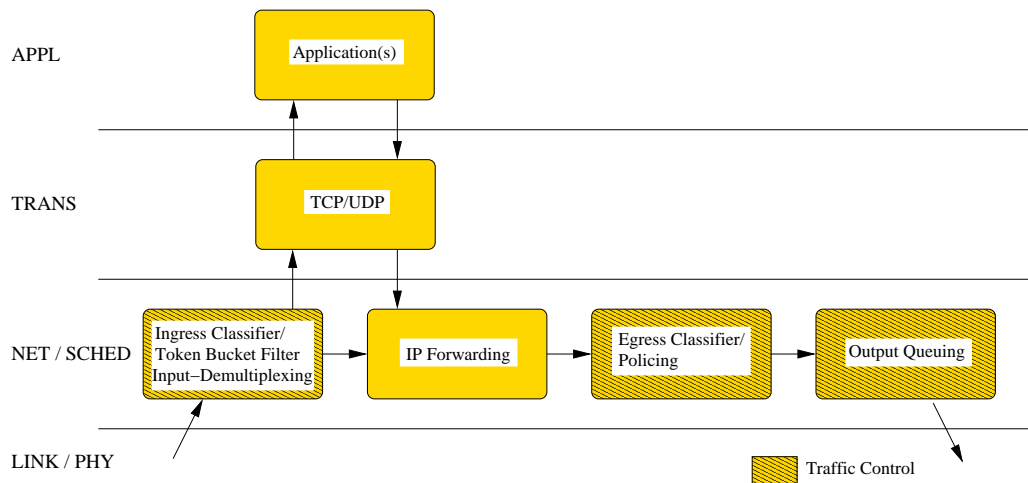 APPL
Application(s)
TRANS
TCP/UDP
NET / SCHED
Ingress Classifier/
Token Bucket Filter
Input−Demultiplexing
IP Forwarding
Egress Classifier/
Policing
Output Queuing
LINK / PHY
Traffic Control